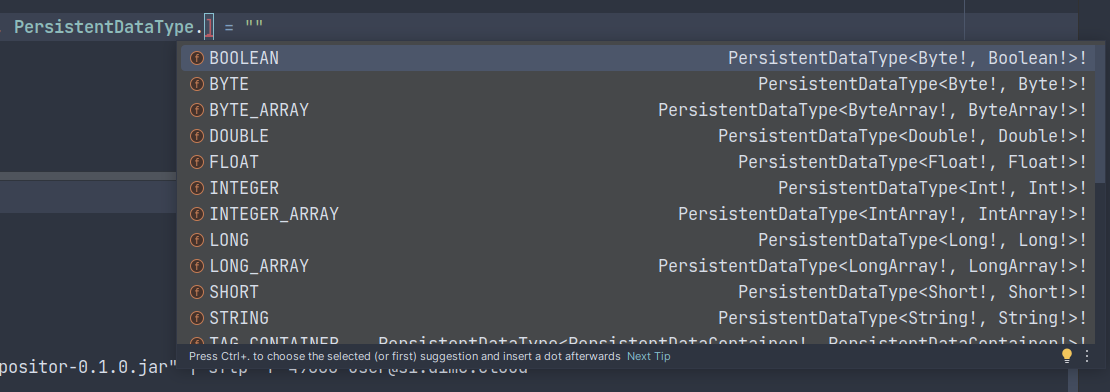 PersistentDataType. = ""
BOOLEAN PersistentDataType<Byte!, Boolean!>!
BYTE PersistentDataType<Byte!, Byte!>!
BYTE_ARRAY PersistentDataType<ByteArray!, ByteArray!>!
DOUBLE PersistentDataType<Double!, Double!>!
FLOAT PersistentDataType<Float!, Float!>!
INTEGER PersistentDataType<Int!, Int!>!
INTEGER_ARRAY PersistentDataType<IntArray!, IntArray!>!
LONG PersistentDataType<Long!, Long!>!
LONG_ARRAY PersistentDataType<LongArray!, LongArray!>!
SHORT PersistentDataType<Short!, Short!>!
STRING PersistentDataType<String!, String!>!
TAG_CONTAINER PersistentDataType<PersistentDataContainer!, PersistentDataContainer!>!
Press Ctrl+. to choose the selected (or first) suggestion and insert a dot afterwards Next Tip
positor-0.1.0.jar" |